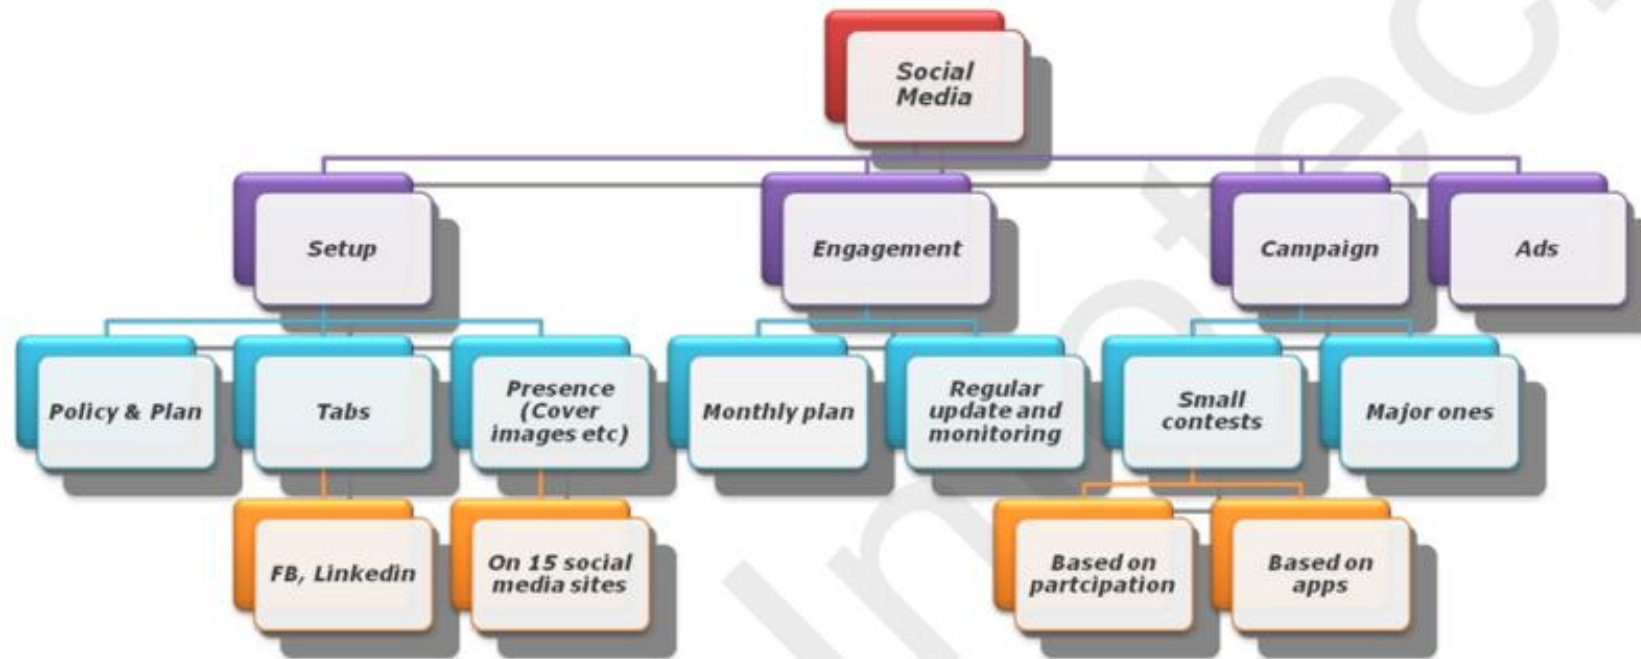 Social
Media
Setup
Engagement
Campaign
Ads
Policy & Plan
Tabs
Presence
(Cover
images etc)
Monthly plan
Regular
update and
monitoring
Small
contests
Major ones
FB, Linkedin
On 15 social
media sites
Based on
partcipation
Based on
apps